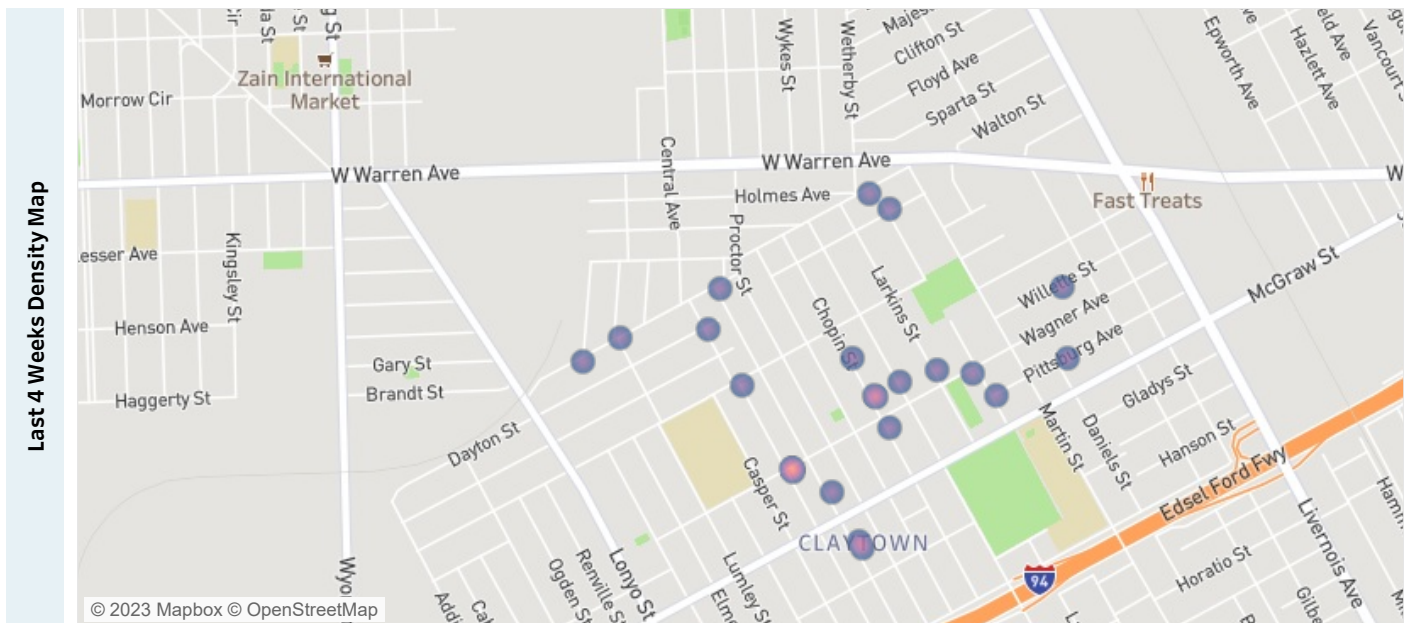 Last 4 Weeks Density Map
Zain International
Market
Morrow Cir
Cir
St
g St
W Warren Ave
W Warren Ave
Wykes St
Wetherby St
Clifton St
Floyd Ave
Sparta St
Walton St
Epworth Ave
Hazlett Ave
Central Ave
Holmes Ave
Proctor St
Fast Treats
McGraw St
Kingsley St
Henson Ave
Haggerty St
Gary St
Brandt St
Dayton St
Chopin St
Larkins St
Willette St
Wagner Ave
Pittsburg Ave
Gladys St
Hanson St
Martin St
Daniels St
Casper St
CLAYTOWN
Edsel Ford Fwy
94
Livernois Ave
Horatio St
Lonyo St
Renville St
Ogden St
Lumley St
© 2023 Mapbox © OpenStreetMap